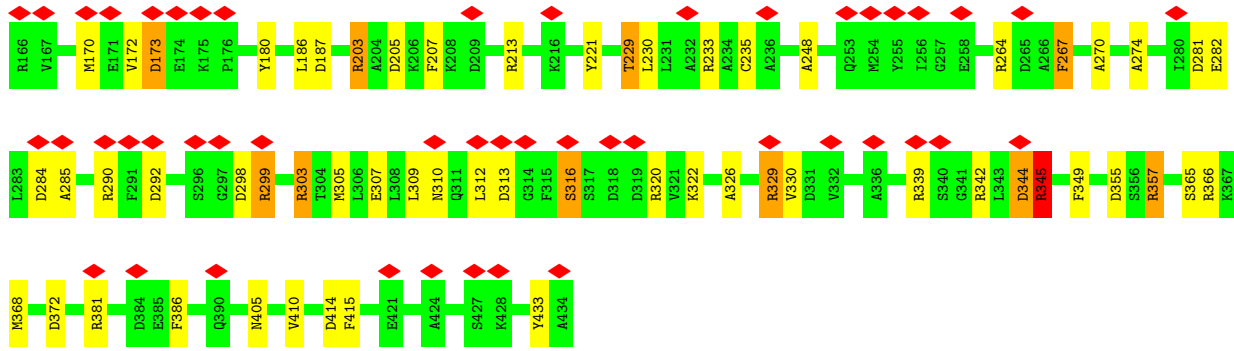 R166 V167 M170 E171 V172 D173 E174 K175 P176 Y180 L186 D187 R203 A204 D205 K206 F207 K208 D209 R213 K216 Y221 T229 L230 L231 A232 R233 A234 C235 A236 A248 Q253 M254 Y255 I256 G257 E258 R264 D265 A266 F267 A270 A274 I280 D281 E282
L283 D284 A285 R290 F291 D292 S296 G297 D298 R299 R303 T304 M305 L306 E307 L308 L309 N310 Q311 L312 D313 G314 F315 S316 S317 D318 D319 R320 V321 K322 A326 R329 V330 D331 V332 A336 R339 S340 G341 R342 L343 D344 R345 F349 D355 S356 R357 S365 R366 K367
M368 D372 R381 D384 E385 F386 Q390 N405 V410 D414 F415 E421 A424 S427 K428 Y433 A434